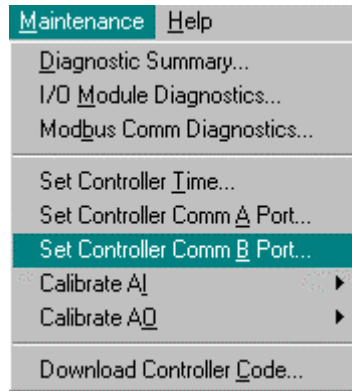 Maintenance Help
Diagnostic Summary...
I/O Module Diagnostics...
Modbus Comm Diagnostics...
Set Controller Time...
Set Controller Comm A Port...
Set Controller Comm B Port...
Calibrate AI
Calibrate AO
Download Controller Code...